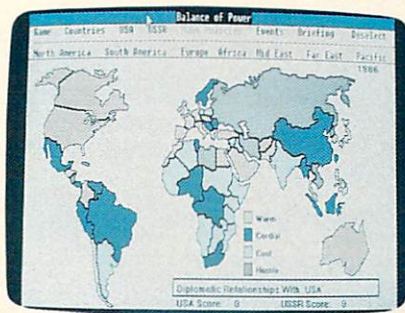 Balance of Power
Game Countries USA USSR Events Briefing Deselect
North America South America Europe Africa Mid East Far East Pacific
1986
Warm
Cordial
Cool
Hostile
Diplomatic Relationships With USA
USA Score: 0 USSR Score: 0